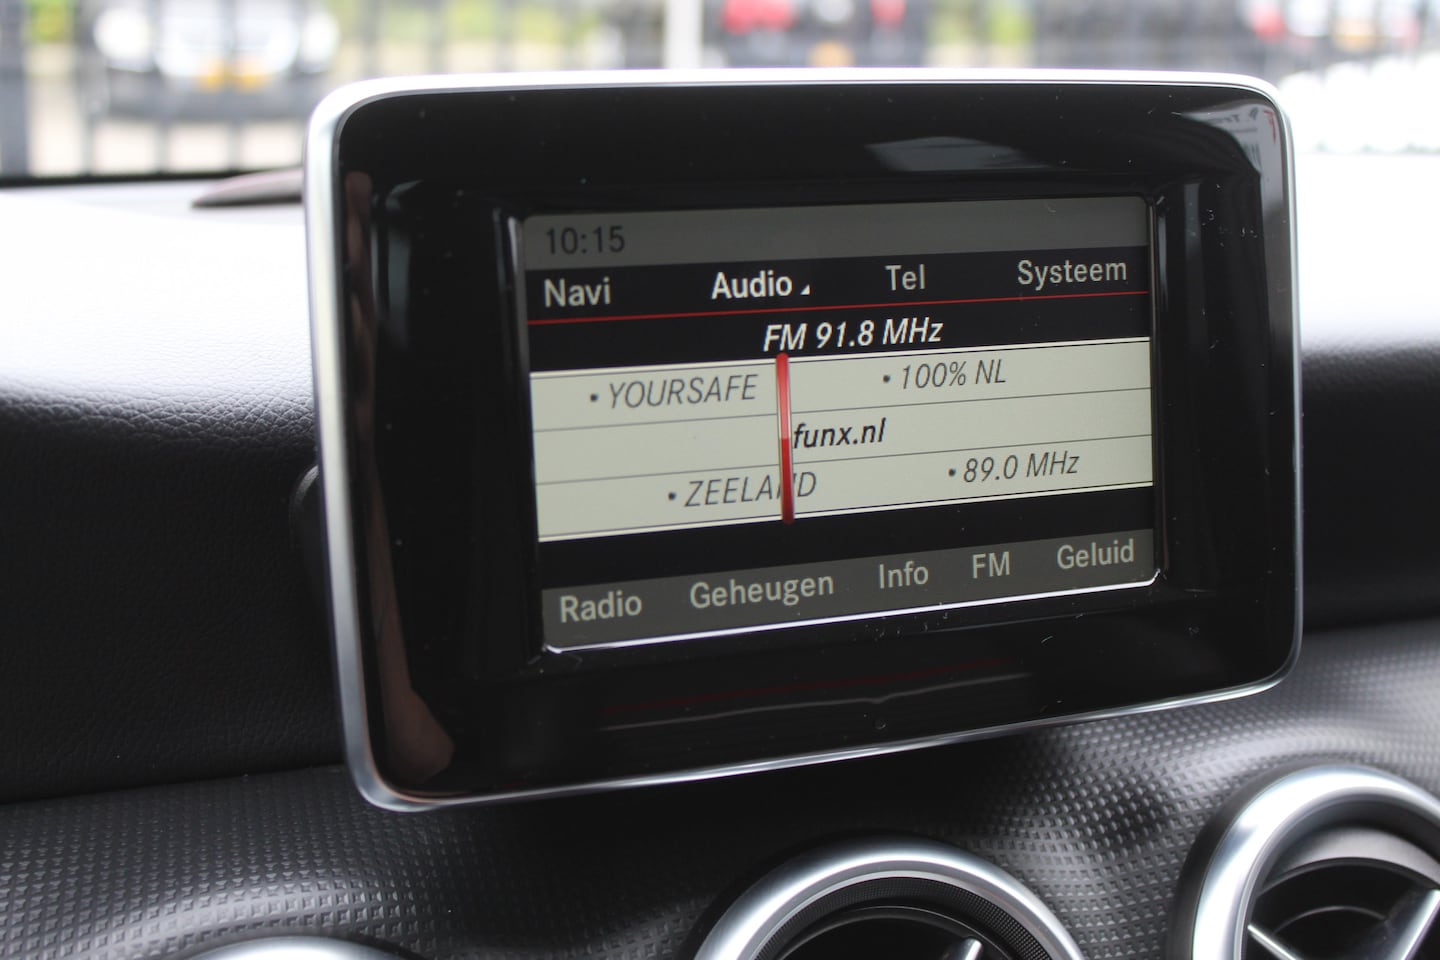 10:15
Navi Audio Tel Systeem
FM 91.8 MHz
• YOURSAFE • 100% NL
funx.nl
• ZEELAND • 89.0 MHz
Radio Geheugen Info FM Geluid